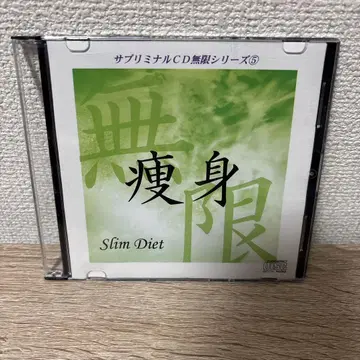 サブリミナルCD無限シリーズ⑤
無限
痩身
Slim Diet